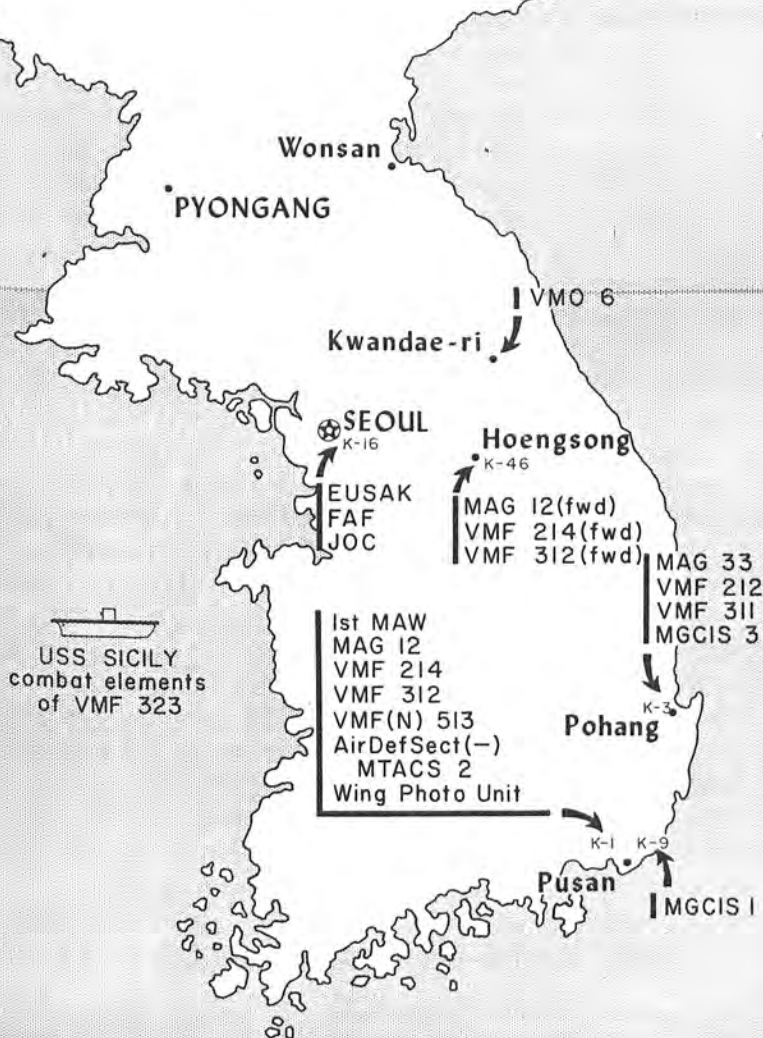 Wonsan
PYONGANG
VMO 6
Kwandae-ri
SEOUL
K-16
Hoengsong
K-46
EUSAK
FAF
JOC
MAG 12(fwd)
VMF 214(fwd)
VMF 312(fwd)
MAG 33
VMF 212
VMF 311
MGCIS 3
USS SICILY
combat elements
of VMF 323
1st MAW
MAG 12
VMF 214
VMF 312
VMF(N) 513
AirDefSect(—)
MTACS 2
Wing Photo Unit
K-3
Pohang
K-1 K-9
Pusan
MGCIS 1